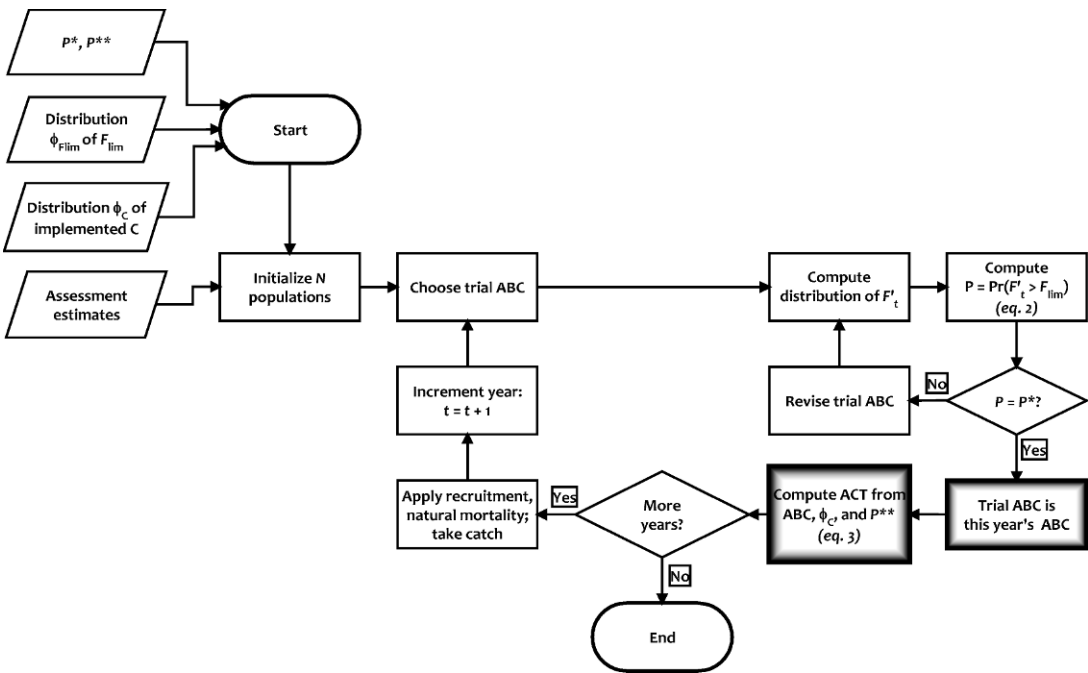 P*, P**
Distribution
ϕFlim of Flim
Distribution ϕC of
implemented C
Assessment
estimates
Start
Initialize N
populations
Choose trial ABC
Compute
distribution of F't
Compute
P = Pr(F't > Flim)
(eq. 2)
Increment year:
t = t + 1
Revise trial ABC
No
P = P*?
Yes
Apply recruitment,
natural mortality;
take catch
Yes
More
years?
Compute ACT from
ABC, ϕC, and P**
(eq. 3)
Trial ABC is
this year's ABC
No
End